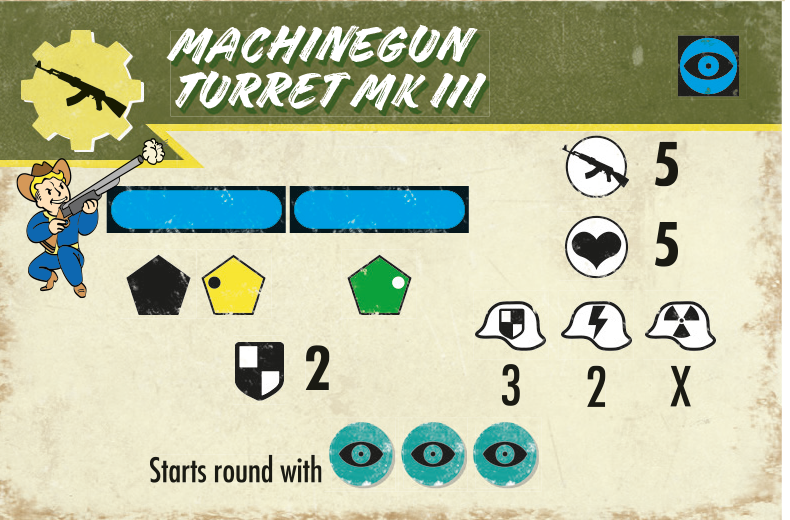 MACHINEGUN
TURRET MK III
5
5
2
3 2 X
Starts round with